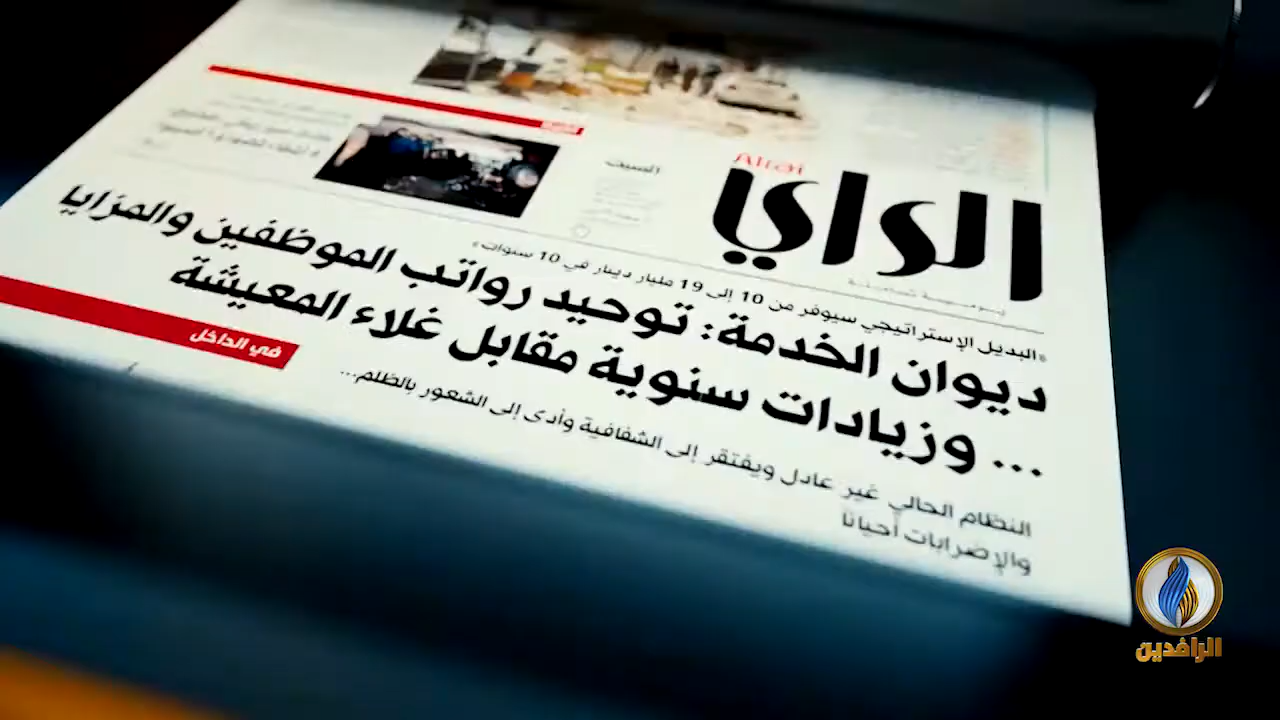 Alrai
الراي
السبت
«البديل الإستراتيجي سيوفر من 10 إلى 19 مليار دينار في 10 سنوات»
ديوان الخدمة: توحيد رواتب الموظفين والمزايا
... وزيادات سنوية مقابل غلاء المعيشة
النظام الحالي غير عادل ويفتقر إلى الشفافية وأدى إلى الشعور بالظلم...
والإضرابات أحياناً
في الداخل
الرافدين